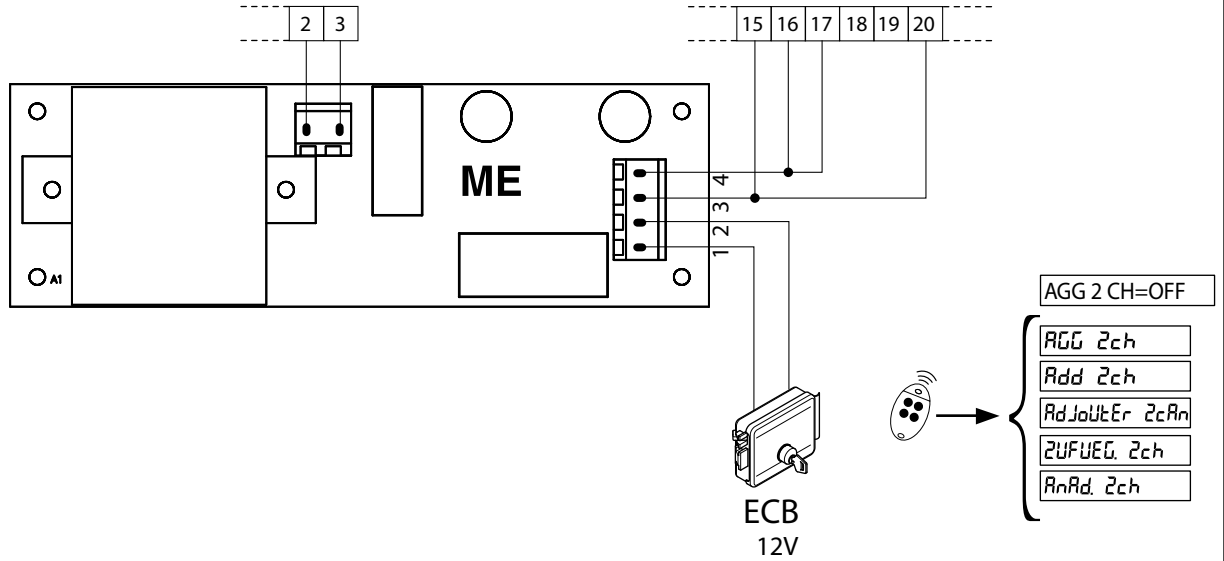 2 3
15 16 17 18 19 20
ME
4
3
2
1
A1
AGG 2 CH=OFF
AGG 2ch
Add 2ch
AdJoUtEr 2cAn
2UFUEG. 2ch
AnAd. 2ch
ECB
12V